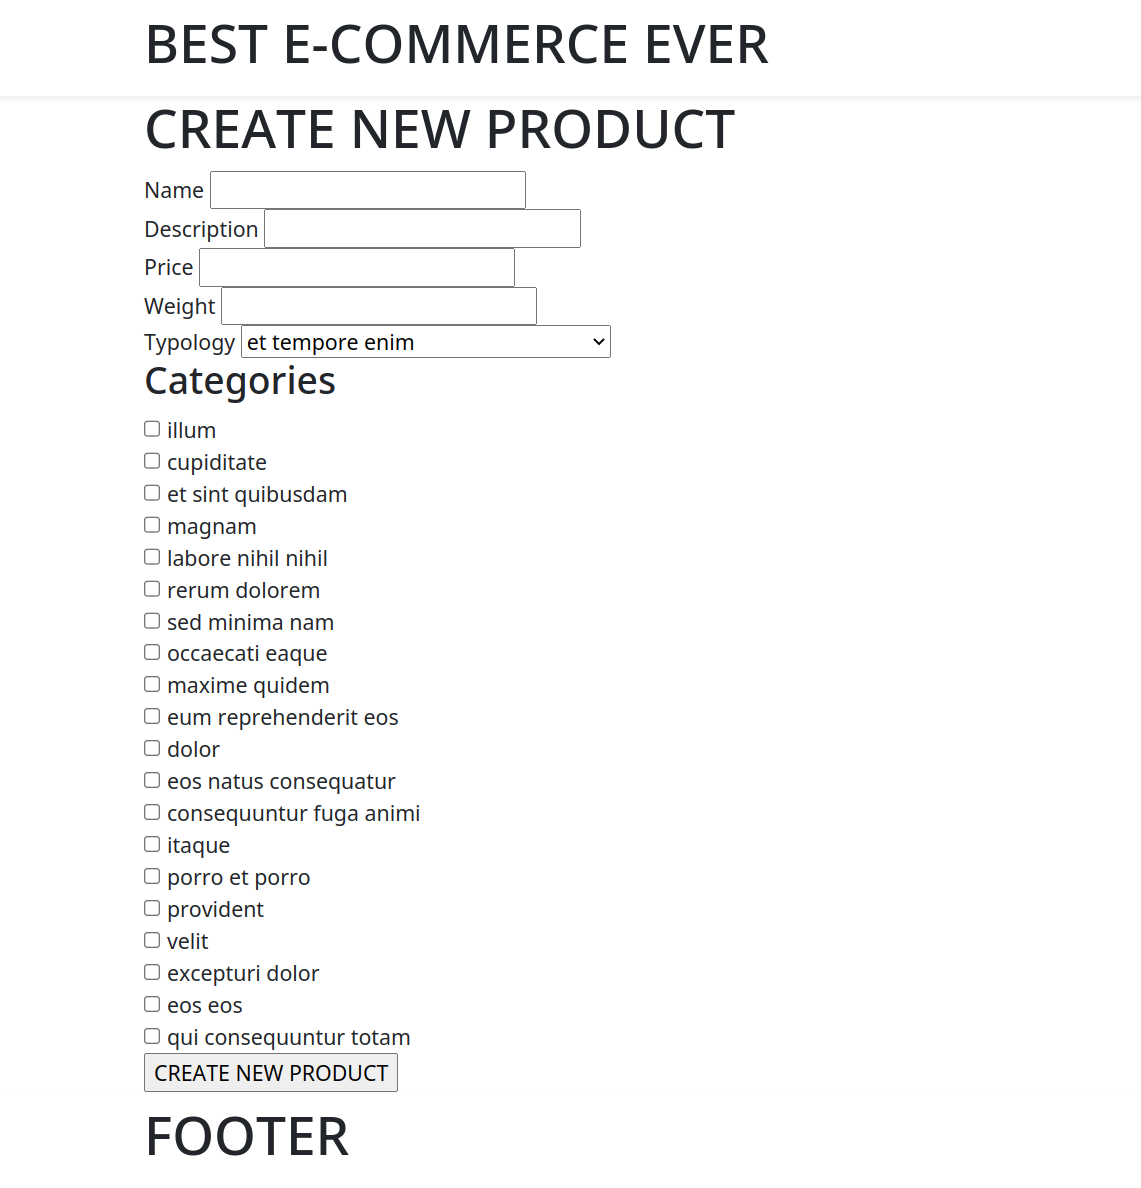 BEST E-COMMERCE EVER
CREATE NEW PRODUCT
Name
Description
Price
Weight
Typology et tempore enim
Categories
illum
cupiditate
et sint quibusdam
magnam
labore nihil nihil
rerum dolorem
sed minima nam
occaecati eaque
maxime quidem
eum reprehenderit eos
dolor
eos natus consequatur
consequuntur fuga animi
itaque
porro et porro
provident
velit
excepturi dolor
eos eos
qui consequuntur totam
CREATE NEW PRODUCT
FOOTER